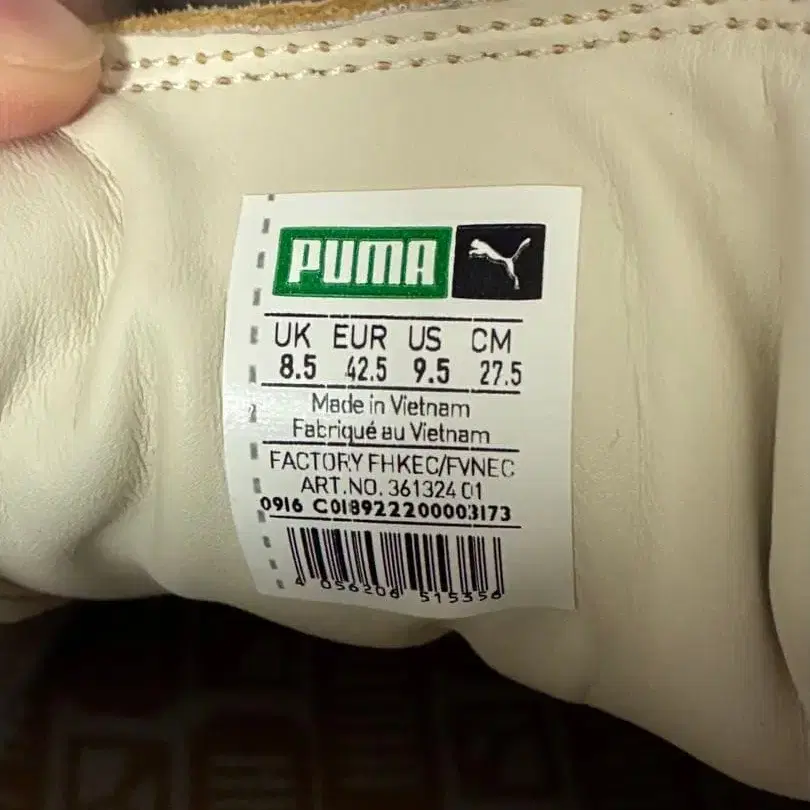 PUMA
UK EUR US CM
8.5 42.5 9.5 27.5
Made in Vietnam
Fabriqué au Vietnam
FACTORY FHKEC/FVNEC
ART.NO. 361324 01
0916 C018922200003173
4 056206 515356